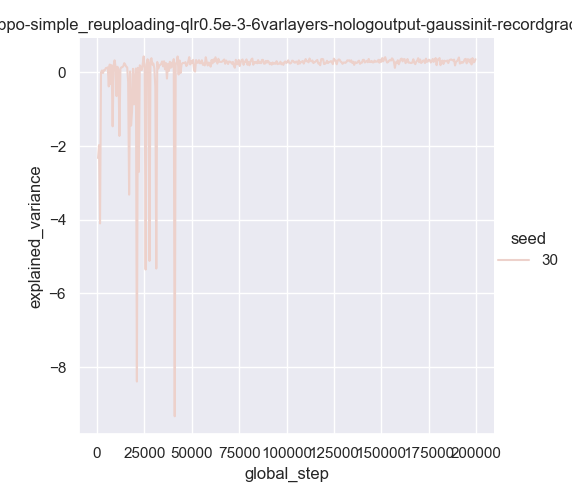 ppo-simple_reuploading-qlr0.5e-3-6varlayers-nologoutput-gaussinit-recordgrad
0
−2
−4
−6
−8
explained_variance
0 25000 50000 75000 100000 125000 150000 175000 200000
global_step
seed
30